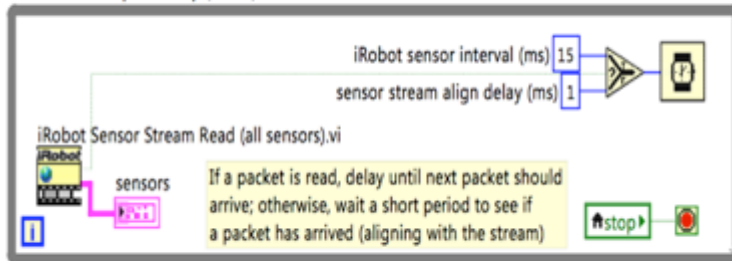 iRobot sensor interval (ms) 15
sensor stream align delay (ms) 1
iRobot Sensor Stream Read (all sensors).vi
iRobot
sensors
If a packet is read, delay until next packet should
arrive; otherwise, wait a short period to see if
a packet has arrived (aligning with the stream)
stop
i